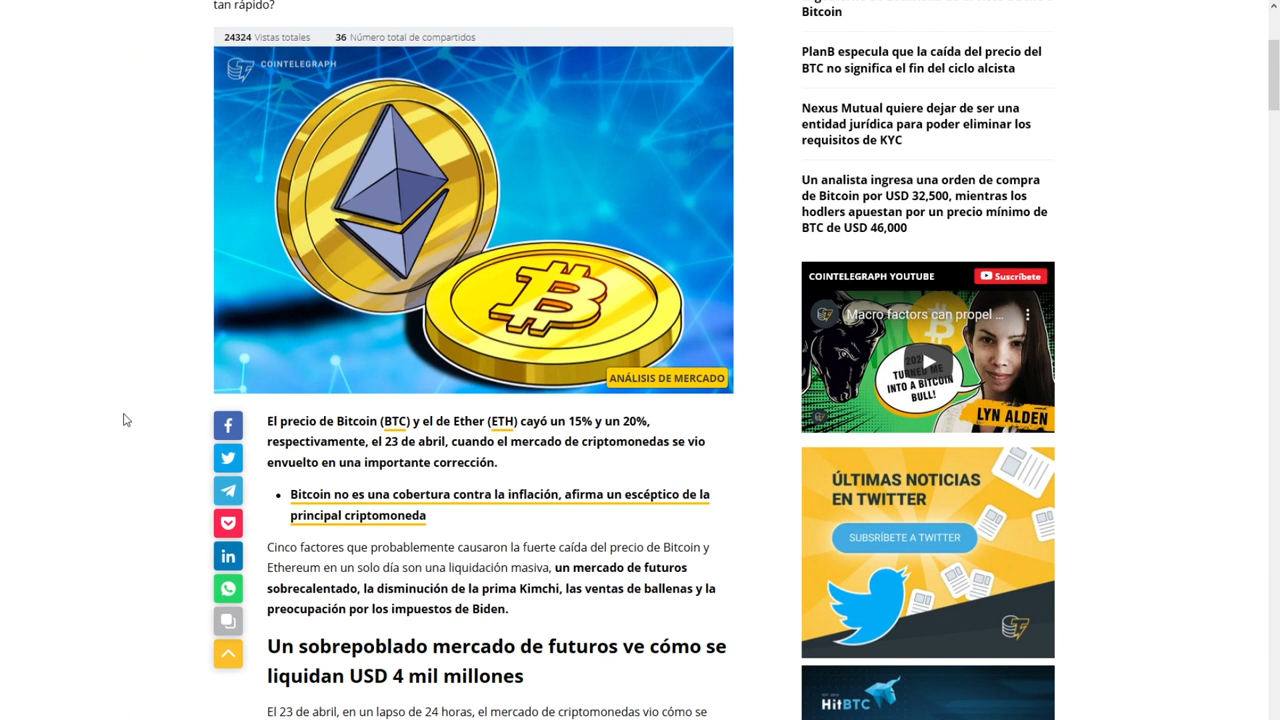 tan rápido?
24324 Vistas totales 36 Número total de compartidos
COINTELEGRAPH
ANÁLISIS DE MERCADO
El precio de Bitcoin (BTC) y el de Ether (ETH) cayó un 15% y un 20%,
respectivamente, el 23 de abril, cuando el mercado de criptomonedas se vio
envuelto en una importante corrección.
Bitcoin no es una cobertura contra la inflación, afirma un escéptico de la
principal criptomoneda
Cinco factores que probablemente causaron la fuerte caída del precio de Bitcoin y
Ethereum en un solo día son una liquidación masiva, un mercado de futuros
sobrecalentado, la disminución de la prima Kimchi, las ventas de ballenas y la
preocupación por los impuestos de Biden.
Un sobrepoblado mercado de futuros ve cómo se
liquidan USD 4 mil millones
El 23 de abril, en un lapso de 24 horas, el mercado de criptomonedas vio cómo se
Bitcoin
PlanB especula que la caída del precio del
BTC no significa el fin del ciclo alcista
Nexus Mutual quiere dejar de ser una
entidad jurídica para poder eliminar los
requisitos de KYC
Un analista ingresa una orden de compra
de Bitcoin por USD 32,500, mientras los
hodlers apuestan por un precio mínimo de
BTC de USD 46,000
COINTELEGRAPH YOUTUBE
Suscríbete
Macro factors can propel ...
TURNED ME
INTO A BITCOIN
BULL!
LYN ALDEN
ÚLTIMAS NOTICIAS
EN TWITTER
SUBSRÍBETE A TWITTER
HitBTC